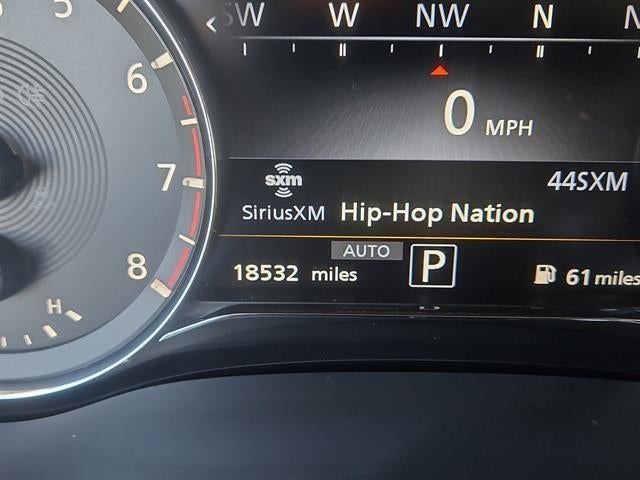 SW W NW N
6
0 MPH
7
sxm
44SXM
SiriusXM Hip-Hop Nation
AUTO
P
8
18532 miles
61 miles
H